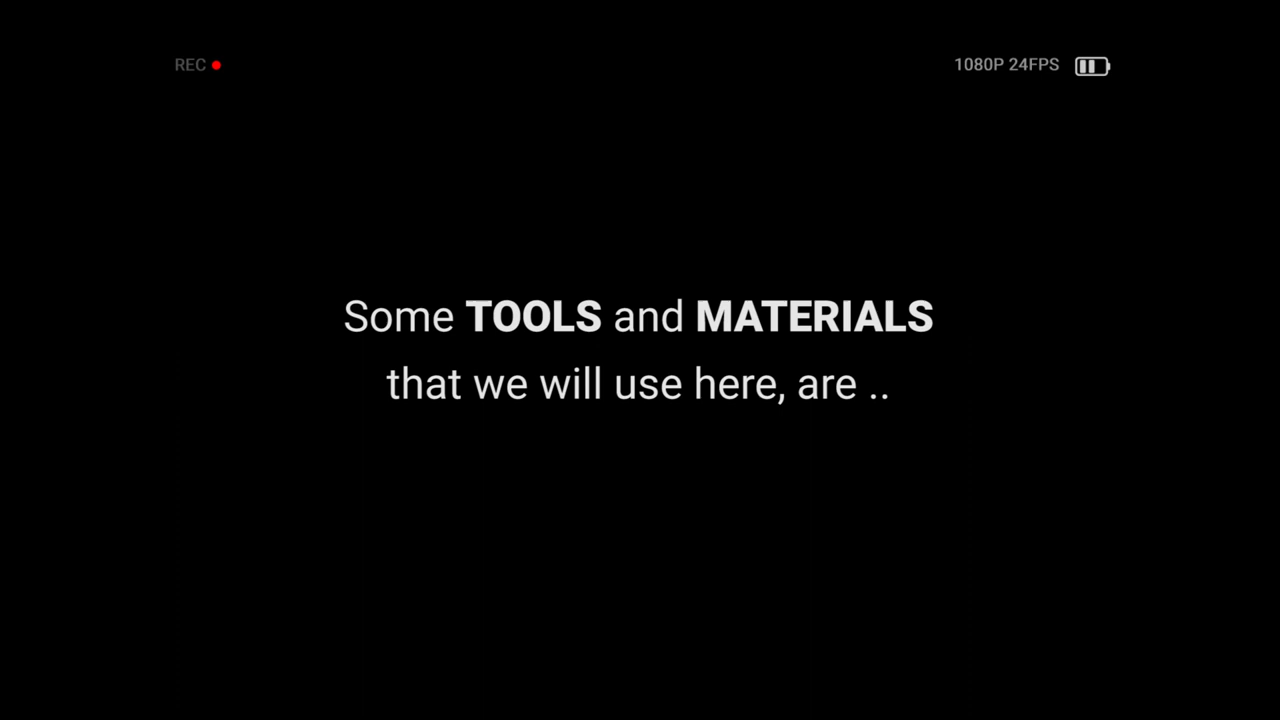 REC
1080P 24FPS
Some TOOLS and MATERIALS
that we will use here, are ..